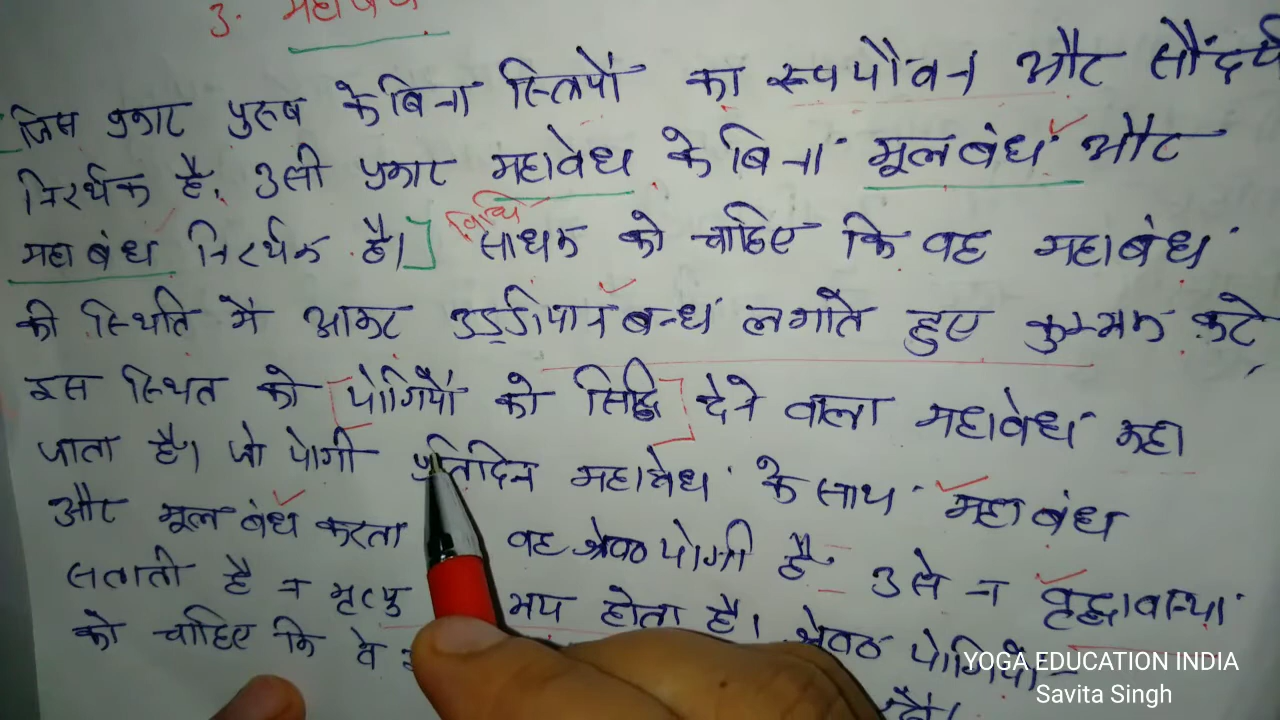 3. महाबेध
जिस प्रकार पुरुष के बिना स्त्रियों का रूप यौवन और सौंदर्य
निरर्थक है, उसी प्रकार महावेध के बिना मूलबंध और
महाबंध निरर्थक है।] विधि साधक को चाहिए कि वह महाबंध
की स्थिति में आकर उड्डीयान बन्ध लगाते हुए कुम्भक करे,
इस स्थित को [योगियों को सिद्धि] देने वाला महावेध कहा
जाता है। जो योगी प्रतिदिन महावेध के साथ महाबंध
और मूलबंध करता वह श्रेष्ठ योगी है उसे न वृद्धावस्था
सताती है न मृत्यु भय होता है। श्रेष्ठ योगियों
को चाहिए कि वे
YOGA EDUCATION INDIA
Savita Singh